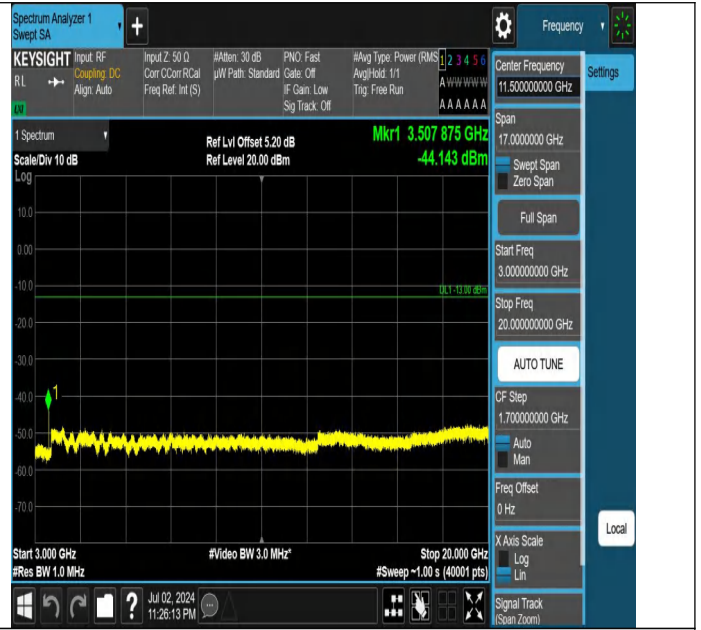 Spectrum Analyzer 1
Swept SA
+
Frequency
KEYSIGHT
RL
LXI
Input: RF
Coupling: DC
Align: Auto
Input Z: 50 Ω
Corr CCorr RCal
Freq Ref: Int (S)
#Atten: 30 dB
µW Path: Standard
PNO: Fast
Gate: Off
IF Gain: Low
Sig Track: Off
#Avg Type: Power (RMS
Avg|Hold: 1/1
Trig: Free Run
1 2 3 4 5 6
A W W W W W
A A A A A A
1 Spectrum
Scale/Div 10 dB
Log
Ref Lvl Offset 5.20 dB
Ref Level 20.00 dBm
Mkr1 3.507 875 GHz
-44.143 dBm
10.0
0.00
-10.0
DL1 -13.00 dBm
-20.0
-30.0
-40.0
1
-50.0
-60.0
-70.0
Start 3.000 GHz
#Res BW 1.0 MHz
#Video BW 3.0 MHz*
Stop 20.000 GHz
#Sweep ~1.00 s (40001 pts)
?
Jul 02, 2024
11:26:13 PM
Center Frequency
11.500000000 GHz
Settings
Span
17.0000000 GHz
Swept Span
Zero Span
Full Span
Start Freq
3.000000000 GHz
Stop Freq
20.000000000 GHz
AUTO TUNE
CF Step
1.700000000 GHz
Auto
Man
Freq Offset
0 Hz
X Axis Scale
Log
Lin
Local
Signal Track
(Span Zoom)